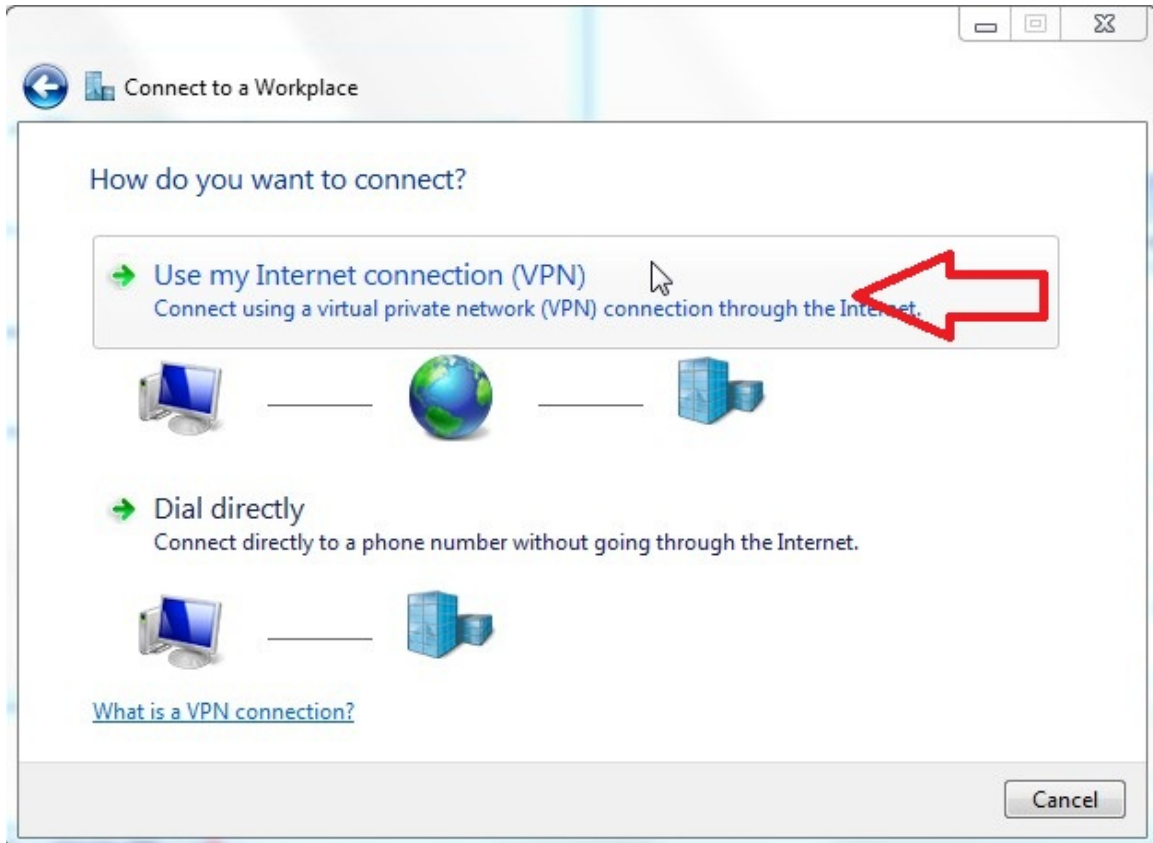 Connect to a Workplace
How do you want to connect?
Use my Internet connection (VPN)
Connect using a virtual private network (VPN) connection through the Internet.
Dial directly
Connect directly to a phone number without going through the Internet.
What is a VPN connection?
Cancel